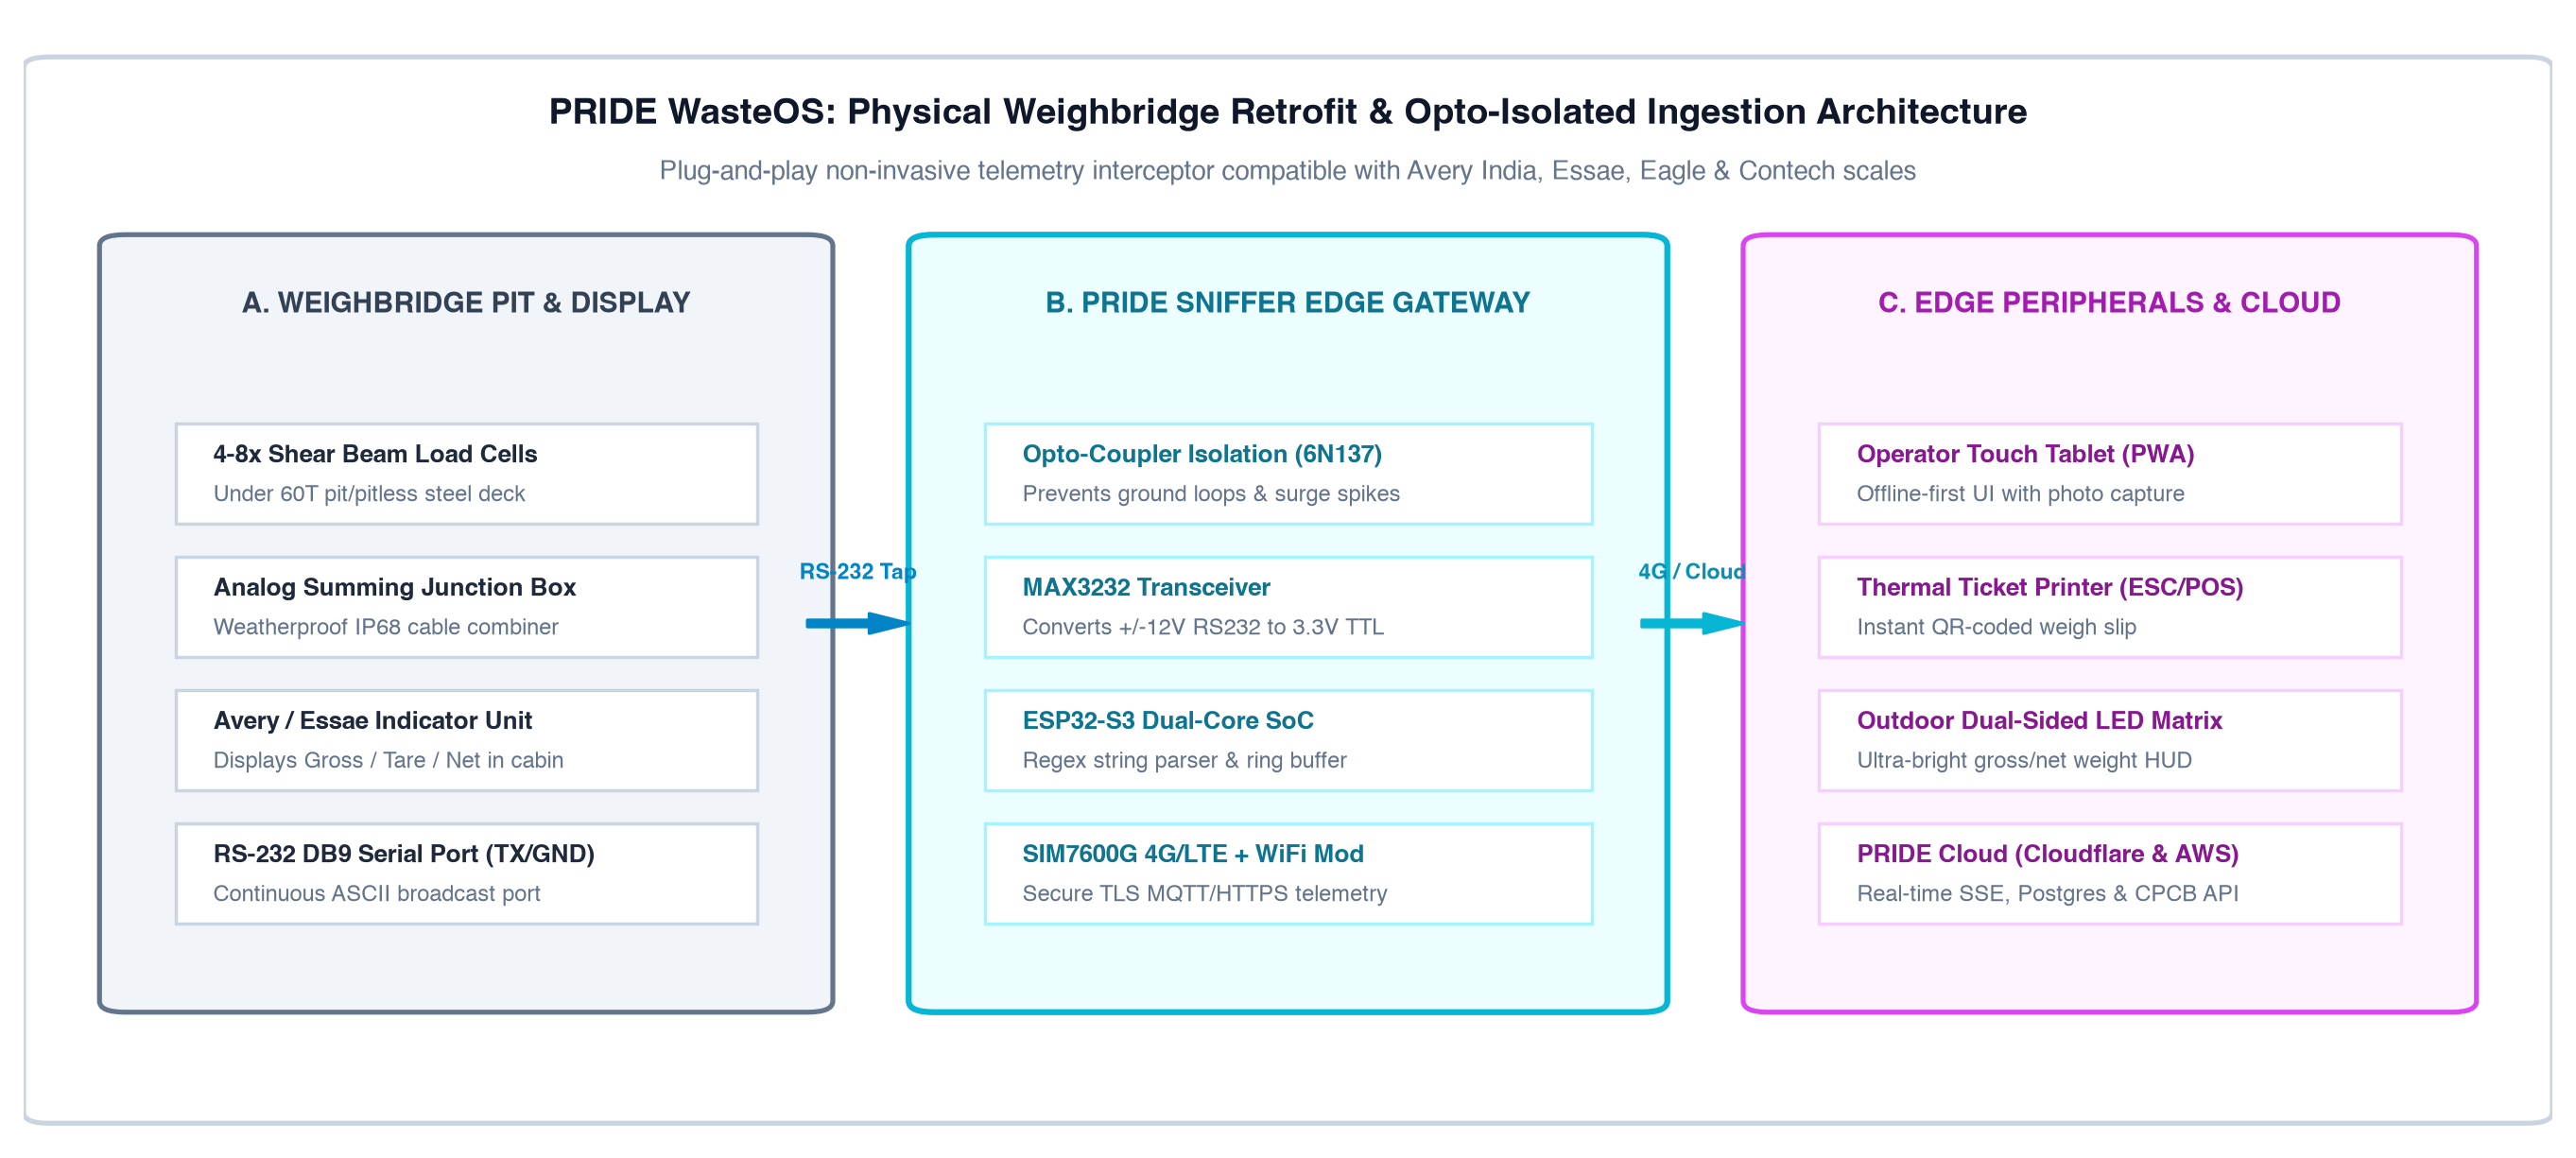 PRIDE WasteOS: Physical Weighbridge Retrofit & Opto-Isolated Ingestion Architecture
Plug-and-play non-invasive telemetry interceptor compatible with Avery India, Essae, Eagle & Contech scales
A. WEIGHBRIDGE PIT & DISPLAY
4-8x Shear Beam Load Cells
Under 60T pit/pitless steel deck
Analog Summing Junction Box
Weatherproof IP68 cable combiner
Avery / Essae Indicator Unit
Displays Gross / Tare / Net in cabin
RS-232 DB9 Serial Port (TX/GND)
Continuous ASCII broadcast port
RS-232 Tap
B. PRIDE SNIFFER EDGE GATEWAY
Opto-Coupler Isolation (6N137)
Prevents ground loops & surge spikes
MAX3232 Transceiver
Converts +/-12V RS232 to 3.3V TTL
ESP32-S3 Dual-Core SoC
Regex string parser & ring buffer
SIM7600G 4G/LTE + WiFi Mod
Secure TLS MQTT/HTTPS telemetry
4G / Cloud
C. EDGE PERIPHERALS & CLOUD
Operator Touch Tablet (PWA)
Offline-first UI with photo capture
Thermal Ticket Printer (ESC/POS)
Instant QR-coded weigh slip
Outdoor Dual-Sided LED Matrix
Ultra-bright gross/net weight HUD
PRIDE Cloud (Cloudflare & AWS)
Real-time SSE, Postgres & CPCB API